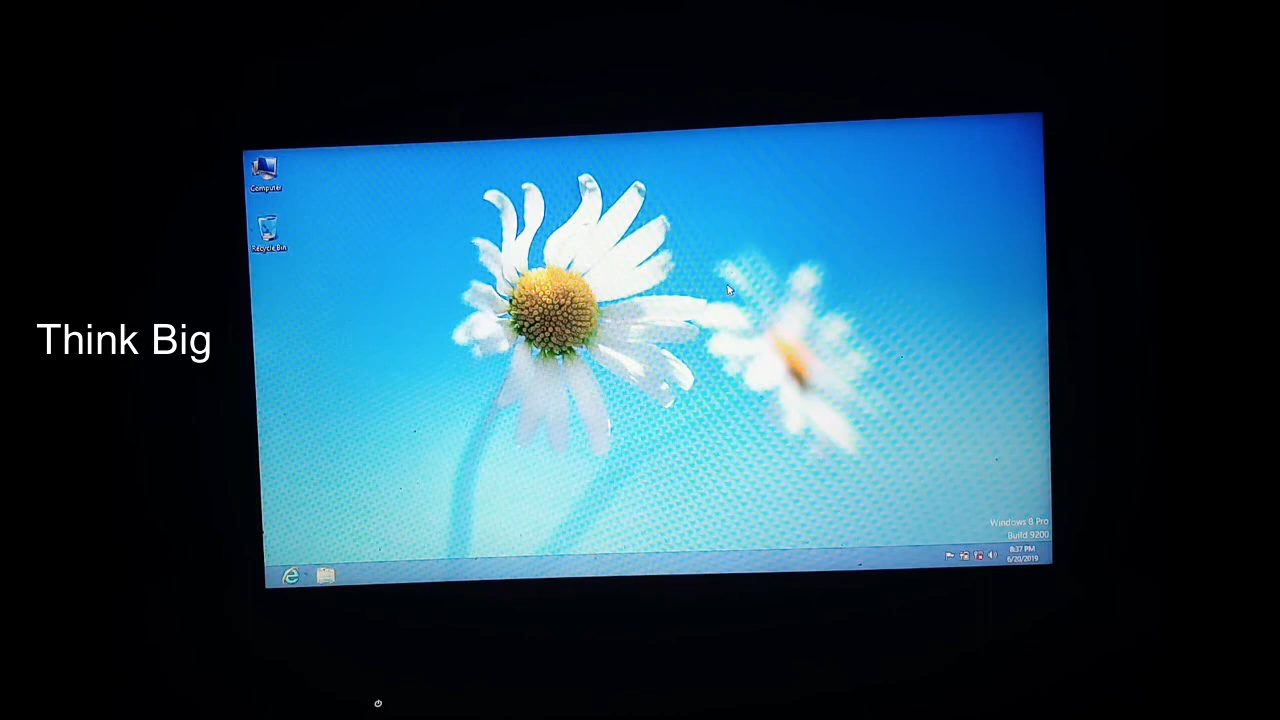 Computer
Recycle Bin
Think Big
Windows 8 Pro
Build 9200
8:37 PM
6/20/2019